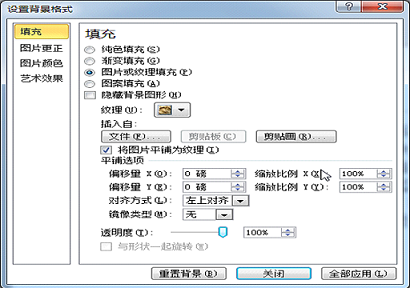 设置背景格式
填充
图片更正
图片颜色
艺术效果
填充
纯色填充(S)
渐变填充(G)
图片或纹理填充(P)
图案填充(A)
隐藏背景图形(H)
纹理(U):
插入自:
文件(F)... 剪贴板(C) 剪贴画(R)...
将图片平铺为纹理(I)
平铺选项
偏移量 X(O): 0 磅 缩放比例 X(X): 100%
偏移量 Y(E): 0 磅 缩放比例 Y(Y): 100%
对齐方式(L): 左上对齐
镜像类型(M): 无
透明度(T): 100%
与形状一起旋转(W)
重置背景(B) 关闭 全部应用(L)